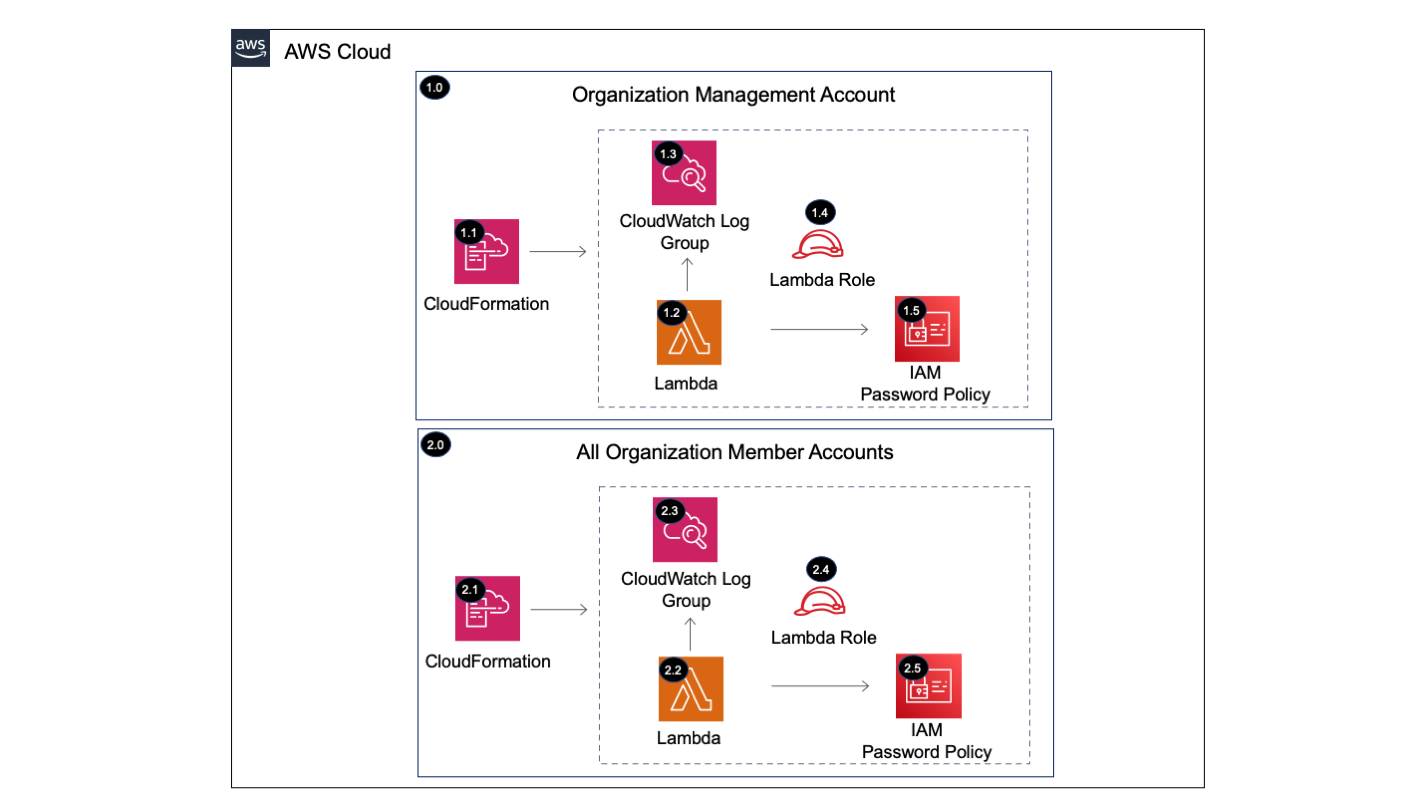 aws
AWS Cloud
1.0
Organization Management Account
1.3
CloudWatch Log
Group
1.4
Lambda Role
1.1
CloudFormation
1.2
Lambda
1.5
IAM
Password Policy
2.0
All Organization Member Accounts
2.3
CloudWatch Log
Group
2.4
Lambda Role
2.1
CloudFormation
2.2
Lambda
2.5
IAM
Password Policy